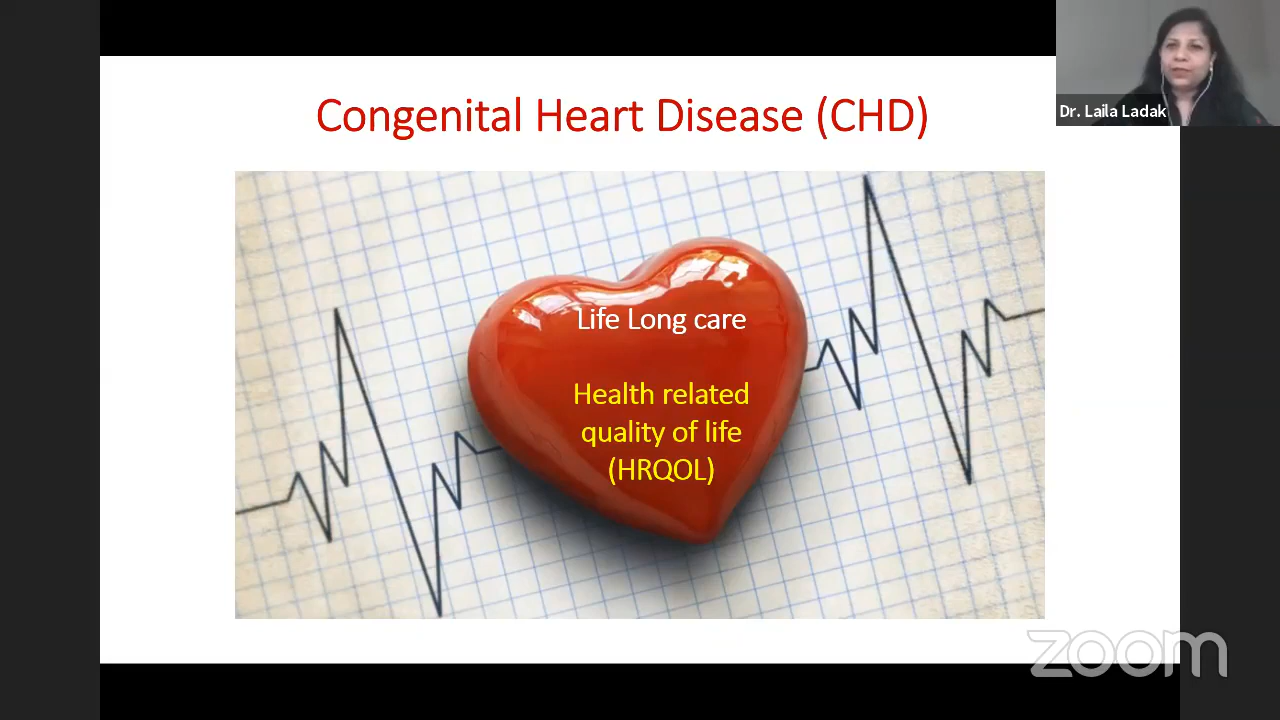 Congenital Heart Disease (CHD)
Dr. Laila Ladak
Life Long care
Health related
quality of life
(HRQOL)
zoom